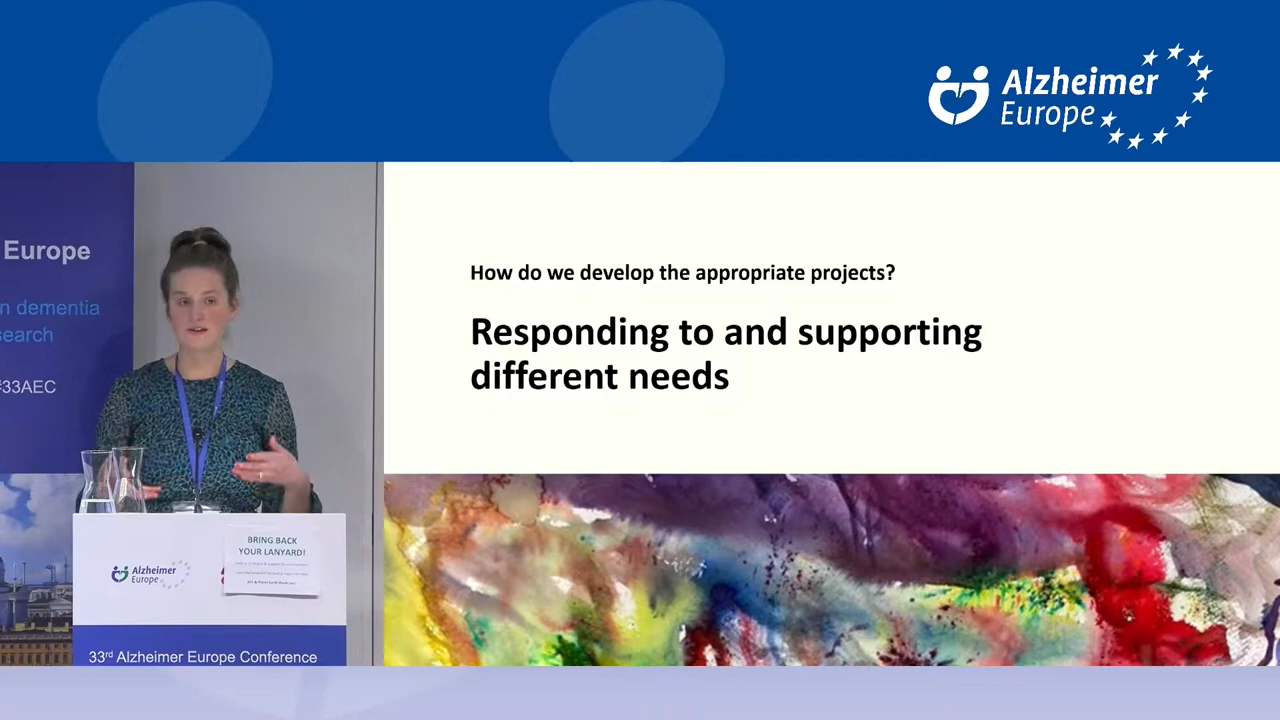 Alzheimer
Europe
Europe
n dementia
search
#33AEC
How do we develop the appropriate projects?
Responding to and supporting
different needs
BRING BACK
YOUR LANYARD!
Alzheimer
Europe
33rd Alzheimer Europe Conference